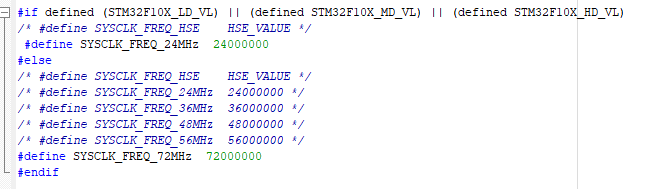 #if defined (STM32F10X_LD_VL) || (defined STM32F10X_MD_VL) || (defined STM32F10X_HD_VL)
/* #define SYSCLK_FREQ_HSE    HSE_VALUE */
 #define SYSCLK_FREQ_24MHz  24000000
#else
/* #define SYSCLK_FREQ_HSE    HSE_VALUE */
/* #define SYSCLK_FREQ_24MHz  24000000 */
/* #define SYSCLK_FREQ_36MHz  36000000 */
/* #define SYSCLK_FREQ_48MHz  48000000 */
/* #define SYSCLK_FREQ_56MHz  56000000 */
#define SYSCLK_FREQ_72MHz  72000000
#endif